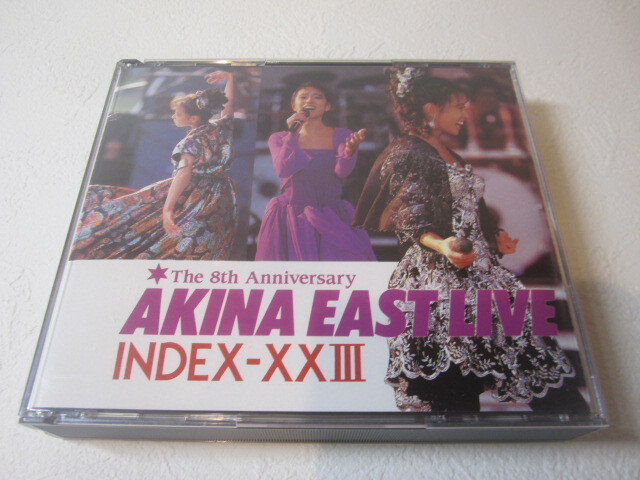 ★The 8th Anniversary
AKINA EAST LIVE
INDEX-XXIII